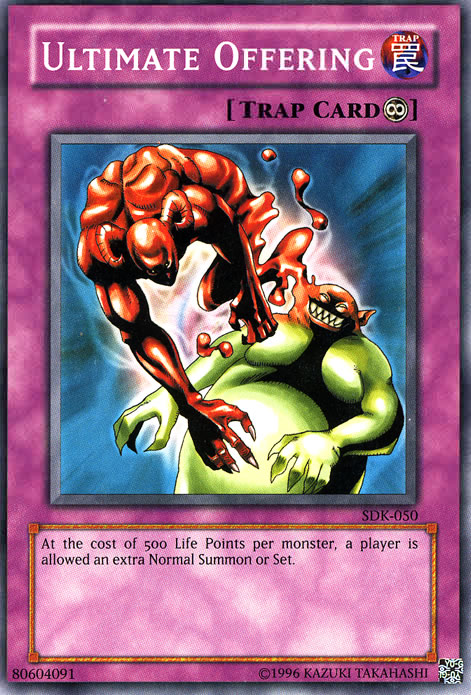 ULTIMATE OFFERING
TRAP
罠
[TRAP CARD∞]
SDK-050
At the cost of 500 Life Points per monster, a player is
allowed an extra Normal Summon or Set.
80604091
©1996 KAZUKI TAKAHASHI